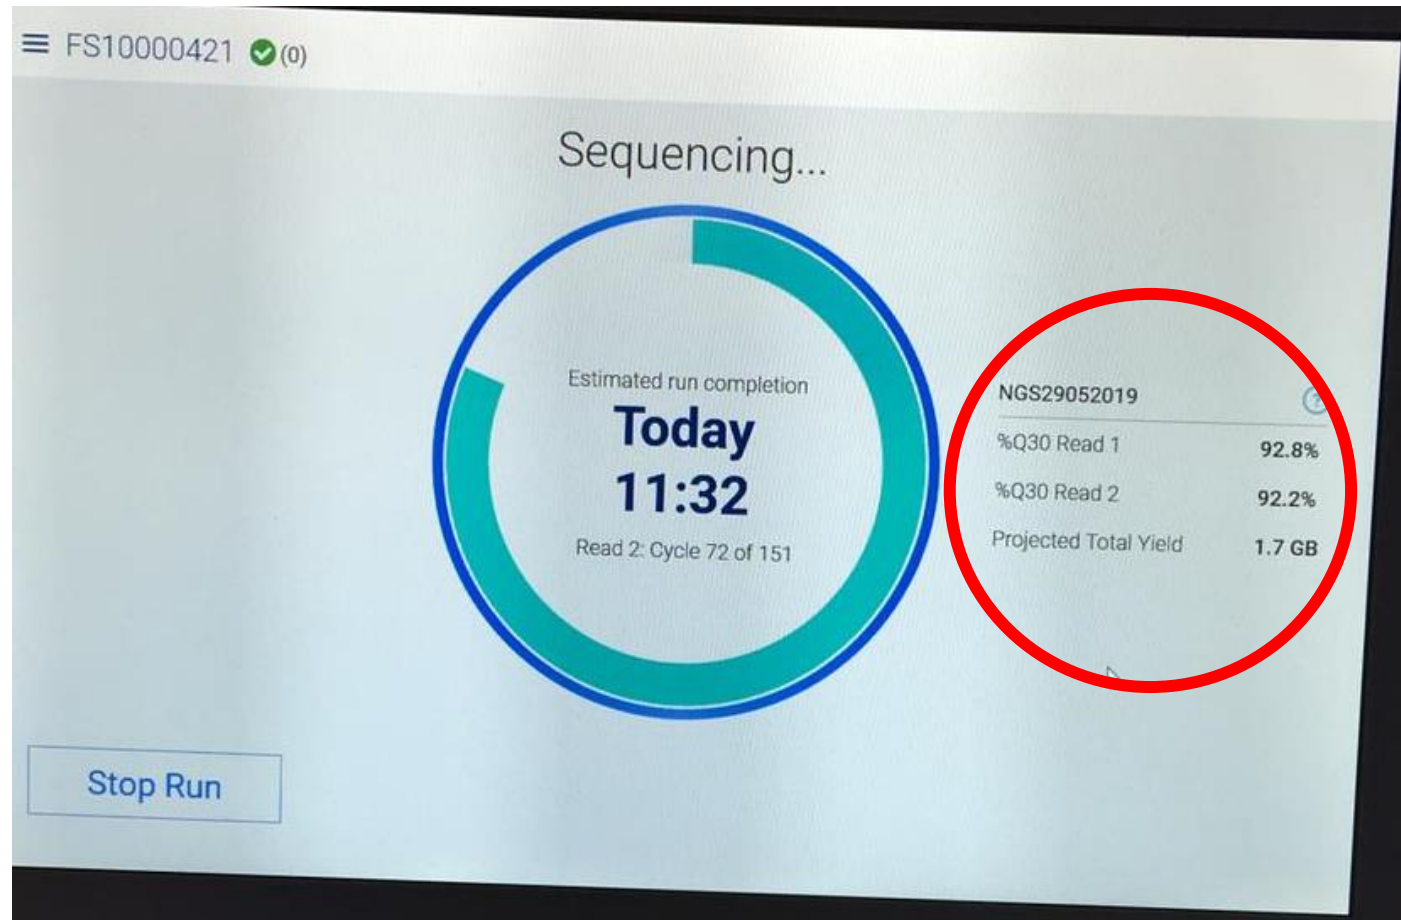 FS10000421 (0)
Sequencing...
Estimated run completion
Today
11:32
Read 2: Cycle 72 of 151
NGS29052019 ?
%Q30 Read 1 92.8%
%Q30 Read 2 92.2%
Projected Total Yield 1.7 GB
Stop Run